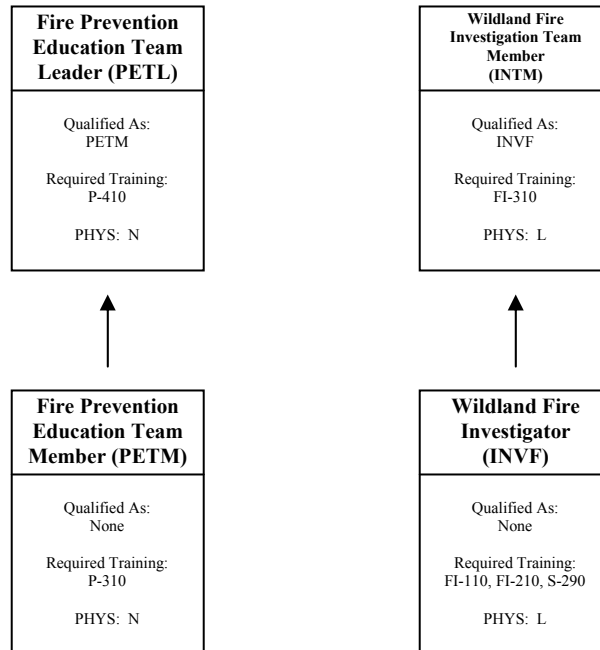 Fire Prevention
Education Team
Leader (PETL)
Qualified As:
PETM
Required Training:
P-410
PHYS: N
Wildland Fire
Investigation Team
Member
(INTM)
Qualified As:
INVF
Required Training:
FI-310
PHYS: L
Fire Prevention
Education Team
Member (PETM)
Qualified As:
None
Required Training:
P-310
PHYS: N
Wildland Fire
Investigator
(INVF)
Qualified As:
None
Required Training:
FI-110, FI-210, S-290
PHYS: L